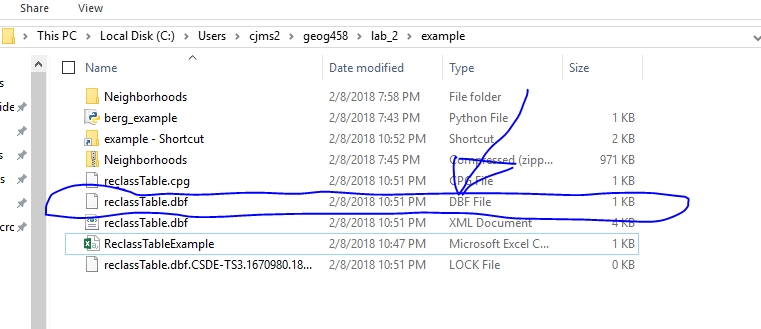 Share View
This PC > Local Disk (C:) > Users > cjms2 > geog458 > lab_2 > example
Name Date modified Type Size
Neighborhoods 2/8/2018 7:58 PM File folder
berg_example 2/8/2018 7:43 PM Python File 1 KB
example - Shortcut 2/8/2018 10:52 PM Shortcut 2 KB
Neighborhoods 2/8/2018 7:45 PM Compressed (zipp... 971 KB
reclassTable.cpg 2/8/2018 10:51 PM CPG File 1 KB
reclassTable.dbf 2/8/2018 10:51 PM DBF File 1 KB
reclassTable.dbf 2/8/2018 10:51 PM XML Document 4 KB
ReclassTableExample 2/8/2018 10:47 PM Microsoft Excel C... 1 KB
reclassTable.dbf.CSDE-TS3.1670980.18... 2/8/2018 10:51 PM LOCK File 0 KB